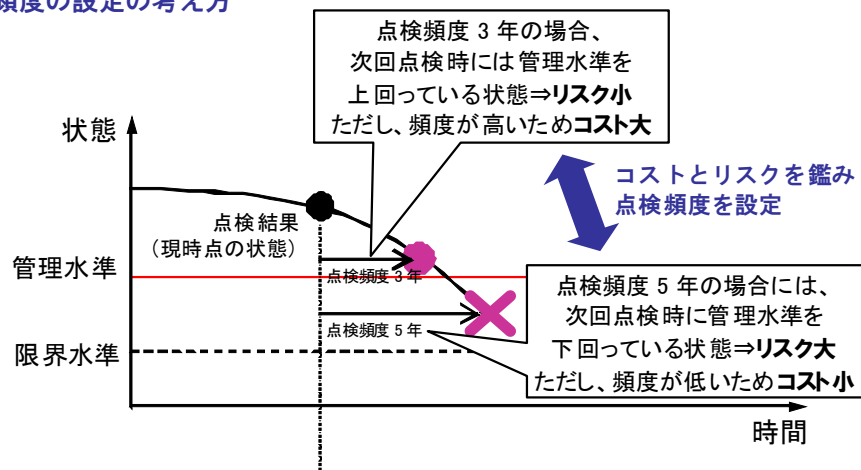 頻度の設定の考え方
点検頻度 3 年の場合、
次回点検時には管理水準を
上回っている状態⇒リスク小
ただし、頻度が高いためコスト大
状態
コストとリスクを鑑み
点検頻度を設定
点検結果
（現時点の状態）
管理水準
点検頻度 3 年
点検頻度 5 年の場合には、
次回点検時に管理水準を
下回っている状態⇒リスク大
ただし、頻度が低いためコスト小
点検頻度 5 年
限界水準
時間